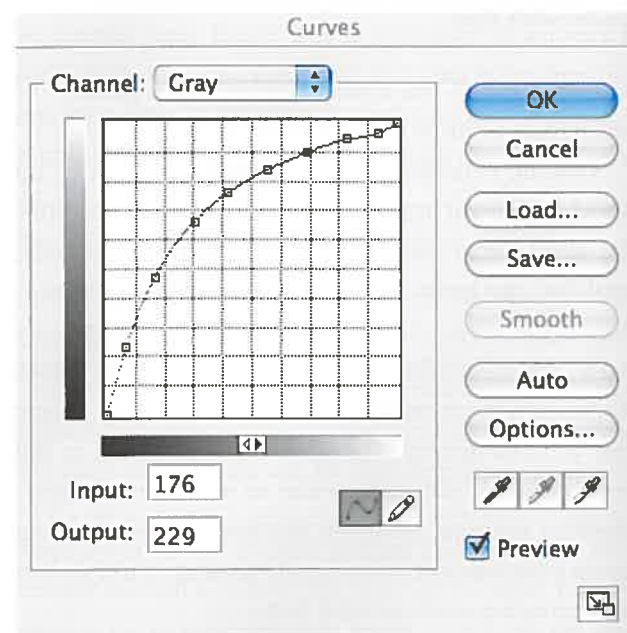 Curves
Channel: Gray
OK
Cancel
Load...
Save...
Smooth
Auto
Options...
Input: 176
Output: 229
Preview